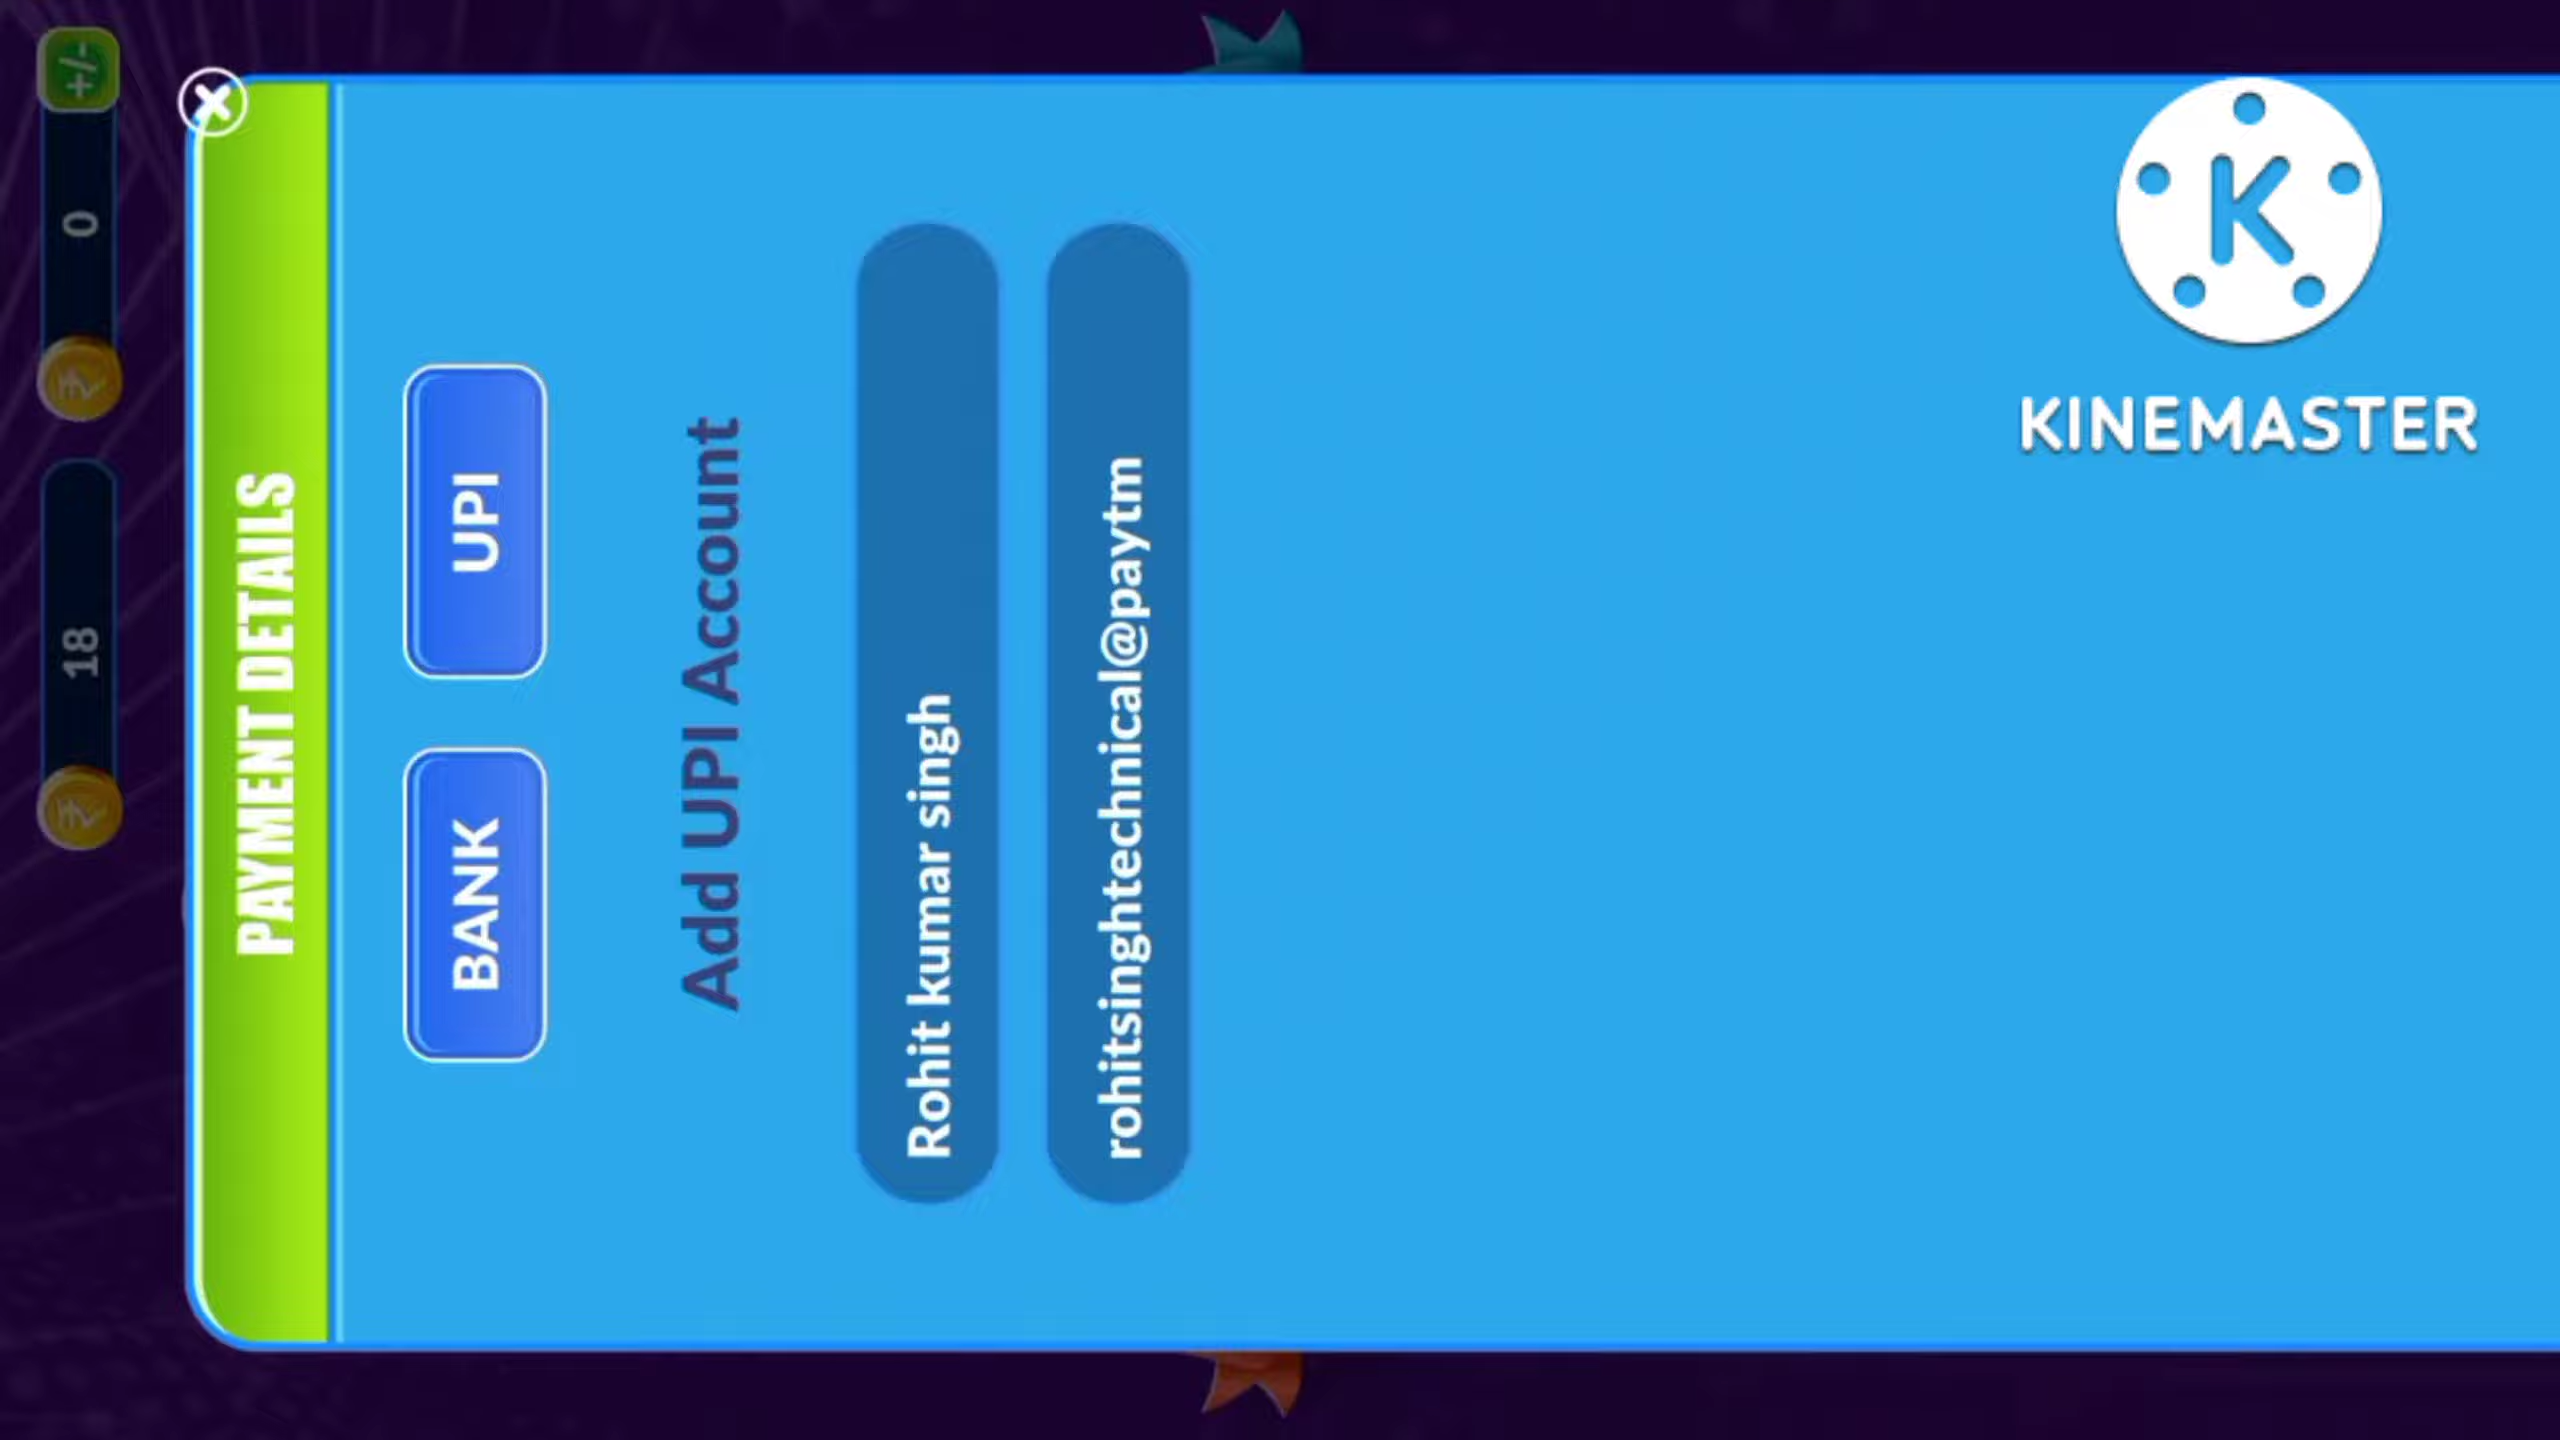 18
0
+/-
PAYMENT DETAILS
BANK
UPI
Add UPI Account
Rohit kumar singh
rohitsinghtechnical@paytm
K
KINEMASTER